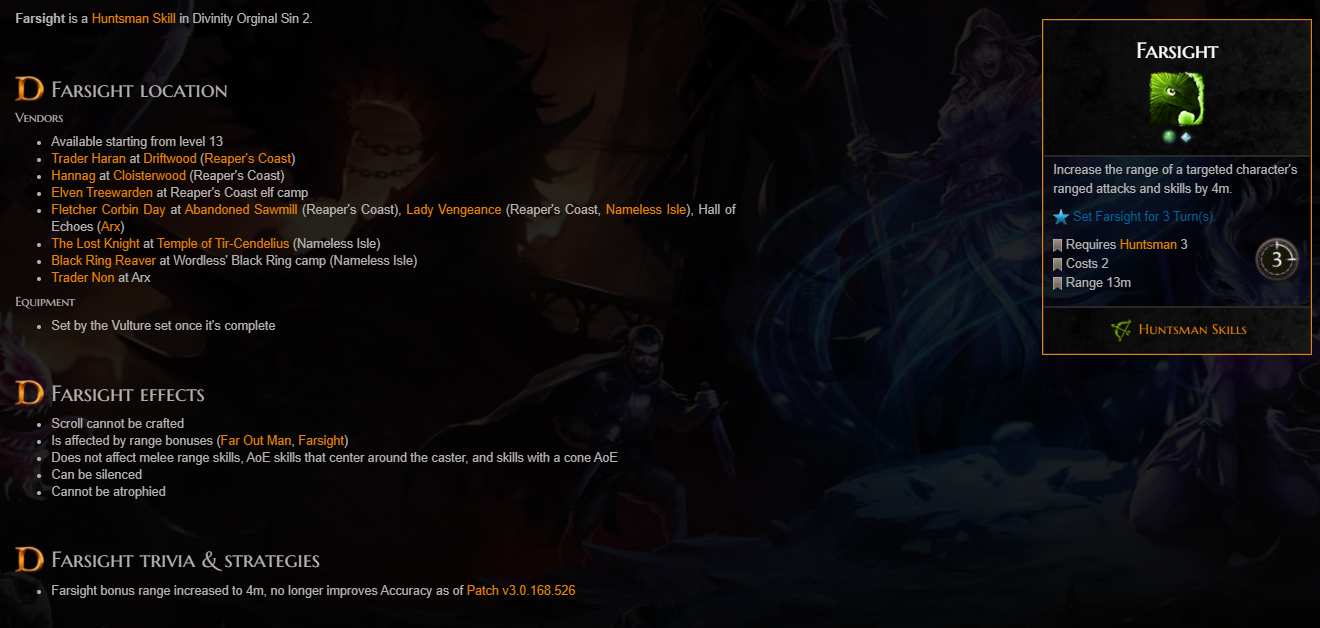 Farsight is a Huntsman Skill in Divinity Orginal Sin 2.
Farsight location
Vendors
Available starting from level 13
Trader Haran at Driftwood (Reaper's Coast)
Hannag at Cloisterwood (Reaper's Coast)
Elven Treewarden at Reaper's Coast elf camp
Fletcher Corbin Day at Abandoned Sawmill (Reaper's Coast), Lady Vengeance (Reaper's Coast, Nameless Isle), Hall of
Echoes (Arx)
The Lost Knight at Temple of Tir-Cendelius (Nameless Isle)
Black Ring Reaver at Wordless' Black Ring camp (Nameless Isle)
Trader Non at Arx
Equipment
Set by the Vulture set once it's complete
Farsight effects
Scroll cannot be crafted
Is affected by range bonuses (Far Out Man, Farsight)
Does not affect melee range skills, AoE skills that center around the caster, and skills with a cone AoE
Can be silenced
Cannot be atrophied
Farsight trivia & strategies
Farsight bonus range increased to 4m, no longer improves Accuracy as of Patch v3.0.168.526
Farsight
Increase the range of a targeted character's
ranged attacks and skills by 4m.
Set Farsight for 3 Turn(s).
Requires Huntsman 3
Costs 2
Range 13m
3
Huntsman Skills